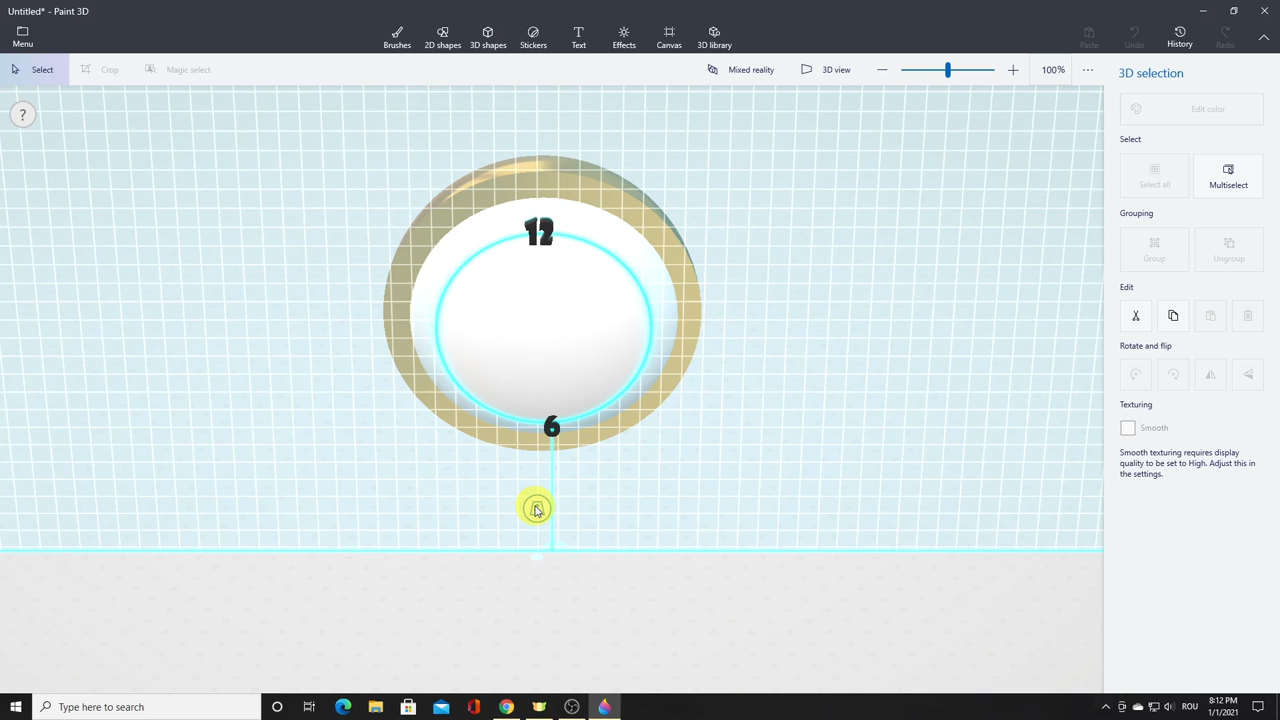 Untitled* - Paint 3D
Menu
Brushes
2D shapes
3D shapes
Stickers
Text
Effects
Canvas
3D library
Paste
Undo
History
Redo
Select
Crop
Magic select
Mixed reality
3D view
100%
3D selection
?
Edit color
Select
Select all
Multiselect
Grouping
12
Group
Ungroup
Edit
Rotate and flip
Texturing
6
Smooth
Smooth texturing requires display
quality to be set to High. Adjust this in
the settings.
Type here to search
ROU
8:12 PM
1/1/2021